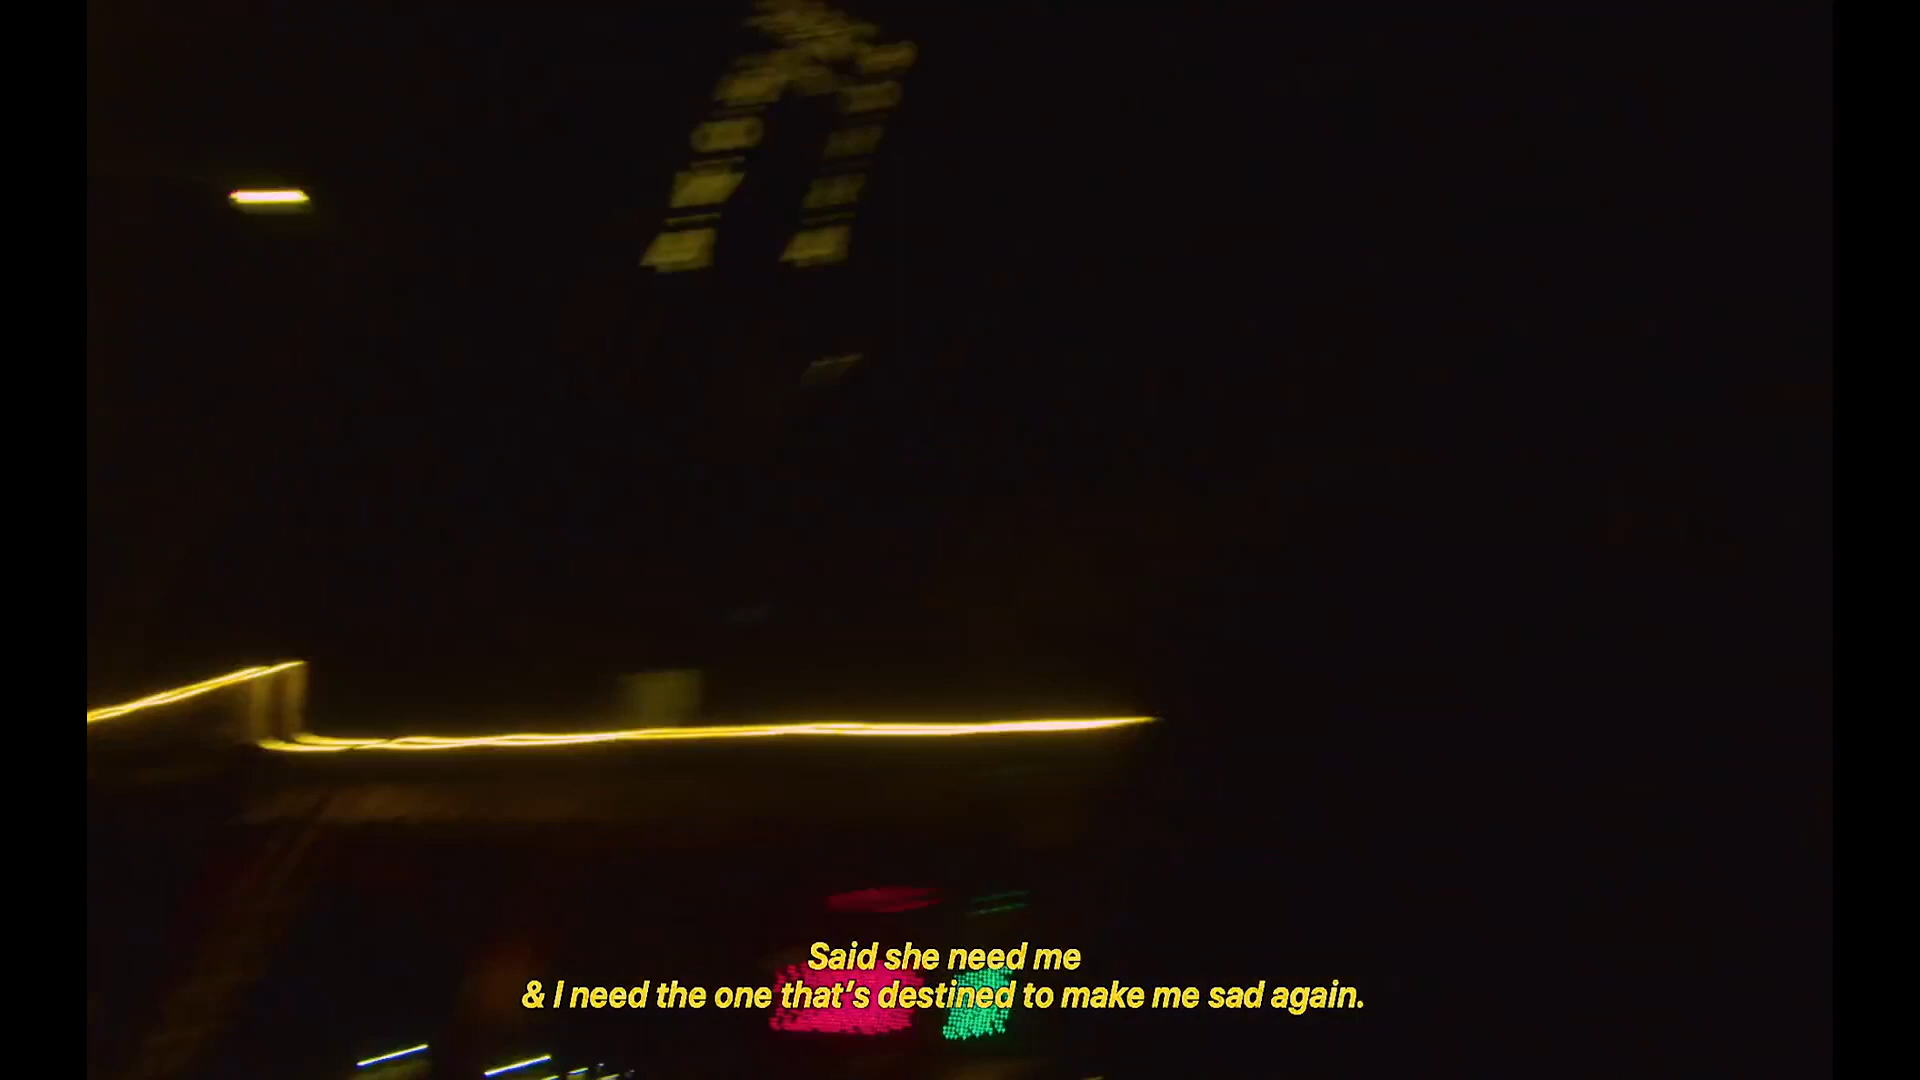 Said she need me
& I need the one that's destined to make me sad again.